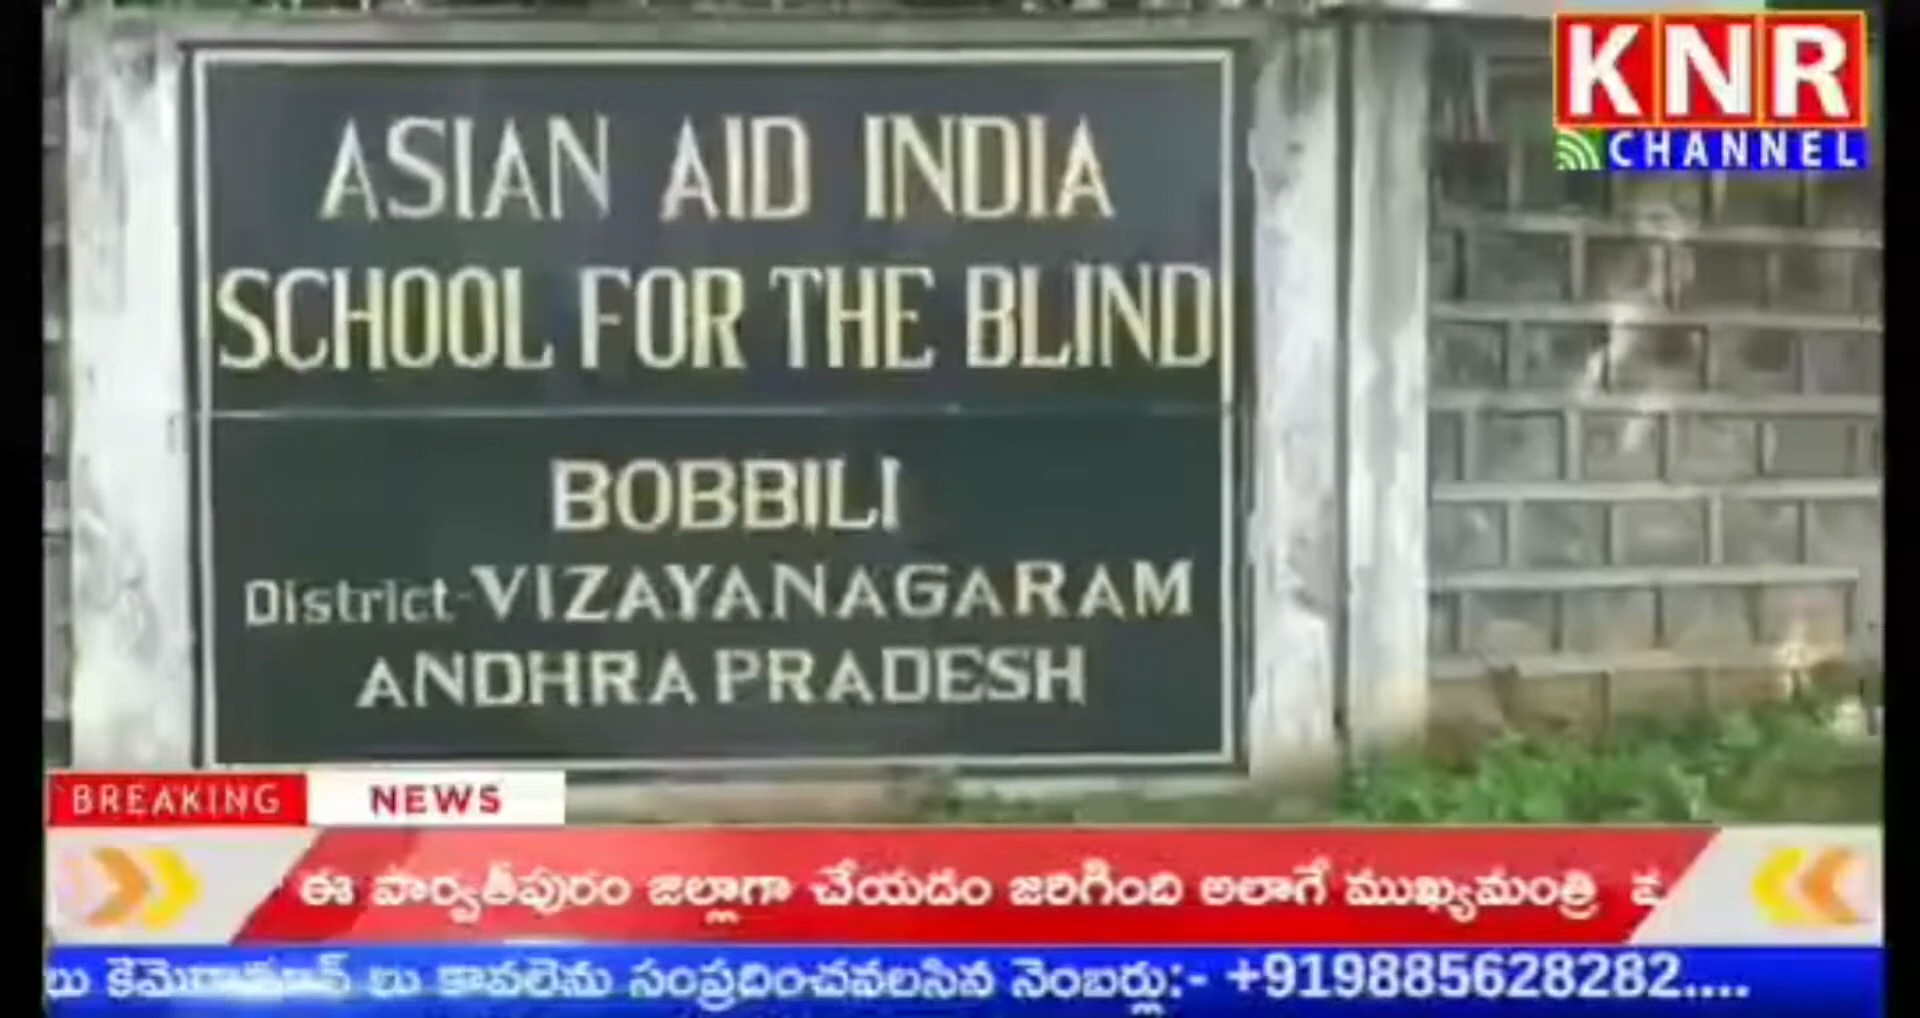 KNR
CHANNEL
ASIAN AID INDIA
SCHOOL FOR THE BLIND
BOBBILI
District-VIZAYANAGARAM
ANDHRA PRADESH
BREAKING NEWS
ఈ పార్వతీపురం జిల్లాగా చేయడం జరిగింది అలాగే ముఖ్యమంత్రి
లు కెమెరామాన్ లు కావలెను సంప్రదించవలసిన నెంబర్లు:- +919885628282....